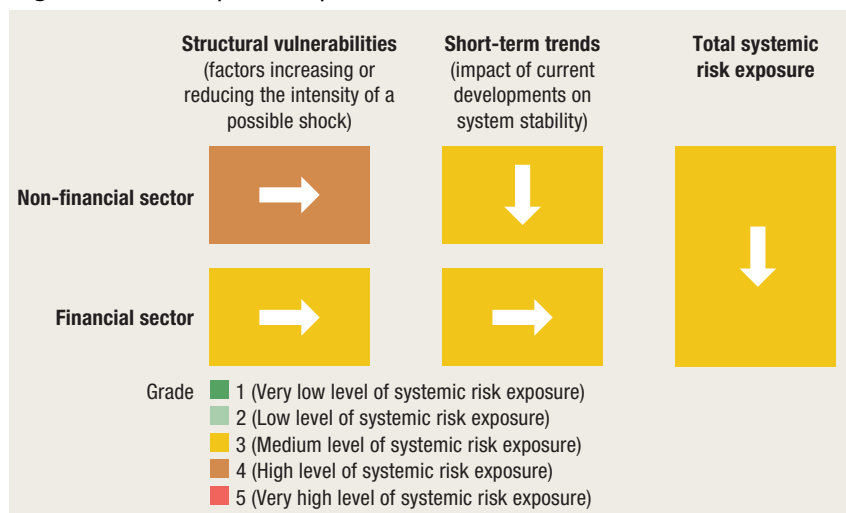 Structural vulnerabilities
(factors increasing or
reducing the intensity of a
possible shock)
Short-term trends
(impact of current
developments on
system stability)
Total systemic
risk exposure
Non-financial sector
Financial sector
Grade
1 (Very low level of systemic risk exposure)
2 (Low level of systemic risk exposure)
3 (Medium level of systemic risk exposure)
4 (High level of systemic risk exposure)
5 (Very high level of systemic risk exposure)